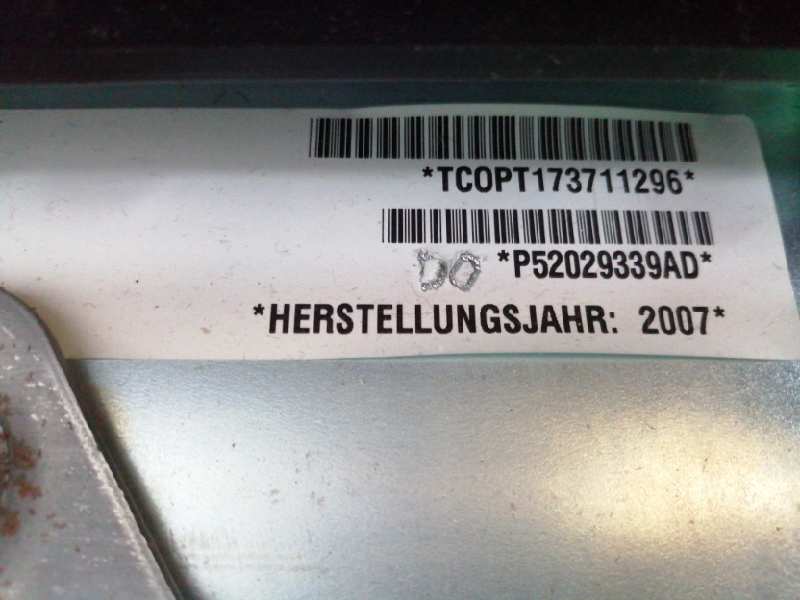 *TCOPT173711296*
DO *P52029339AD*
*HERSTELLUNGSJAHR: 2007*